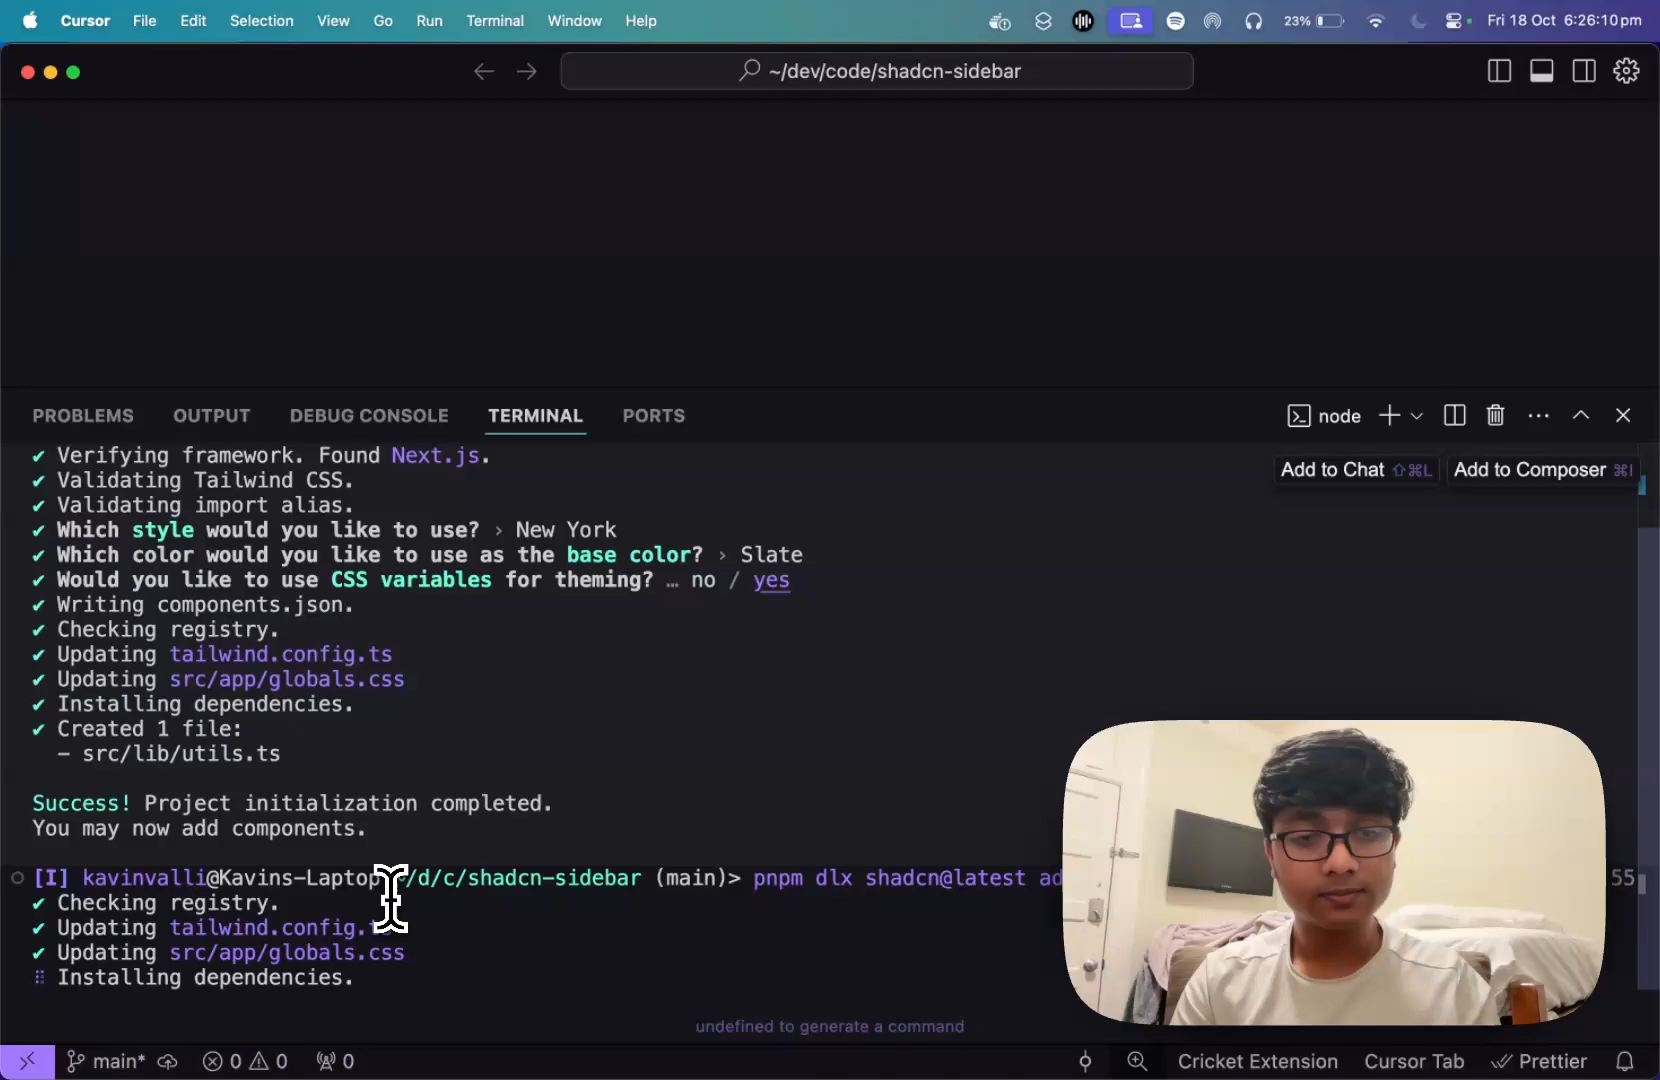 Cursor File Edit Selection View Go Run Terminal Window Help 23% Fri 18 Oct 6:26:10 pm
~/dev/code/shadcn-sidebar
PROBLEMS OUTPUT DEBUG CONSOLE TERMINAL PORTS node
Add to Chat ⇧⌘L Add to Composer ⌘I
✔ Verifying framework. Found Next.js.
✔ Validating Tailwind CSS.
✔ Validating import alias.
✔ Which style would you like to use? › New York
✔ Which color would you like to use as the base color? › Slate
✔ Would you like to use CSS variables for theming? … no / yes
✔ Writing components.json.
✔ Checking registry.
✔ Updating tailwind.config.ts
✔ Updating src/app/globals.css
✔ Installing dependencies.
✔ Created 1 file:
– src/lib/utils.ts
Success! Project initialization completed.
You may now add components.
[I] kavinvalli@Kavins-Laptop ~/d/c/shadcn-sidebar (main)> pnpm dlx shadcn@latest ad 55
✔ Checking registry.
✔ Updating tailwind.config.ts
✔ Updating src/app/globals.css
Installing dependencies.
undefined to generate a command
main* 0 0 0 Cricket Extension Cursor Tab Prettier